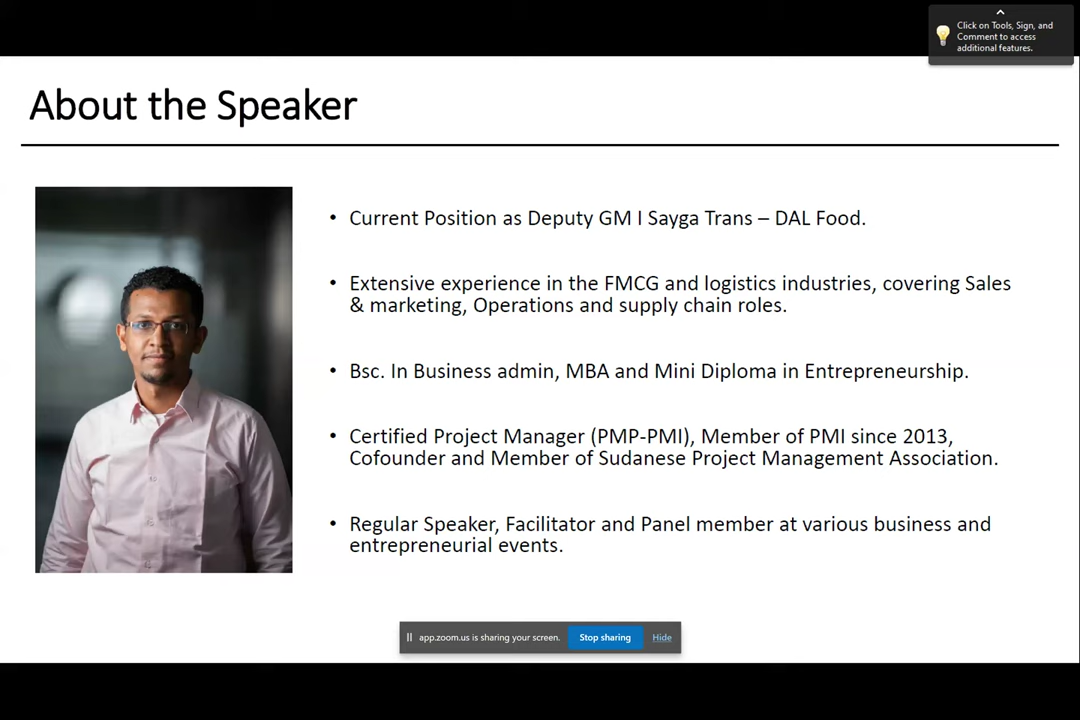 Click on Tools, Sign, and
Comment to access
additional features.
About the Speaker
• Current Position as Deputy GM I Sayga Trans – DAL Food.
• Extensive experience in the FMCG and logistics industries, covering Sales
& marketing, Operations and supply chain roles.
• Bsc. In Business admin, MBA and Mini Diploma in Entrepreneurship.
• Certified Project Manager (PMP-PMI), Member of PMI since 2013,
Cofounder and Member of Sudanese Project Management Association.
• Regular Speaker, Facilitator and Panel member at various business and
entrepreneurial events.
app.zoom.us is sharing your screen. Stop sharing Hide